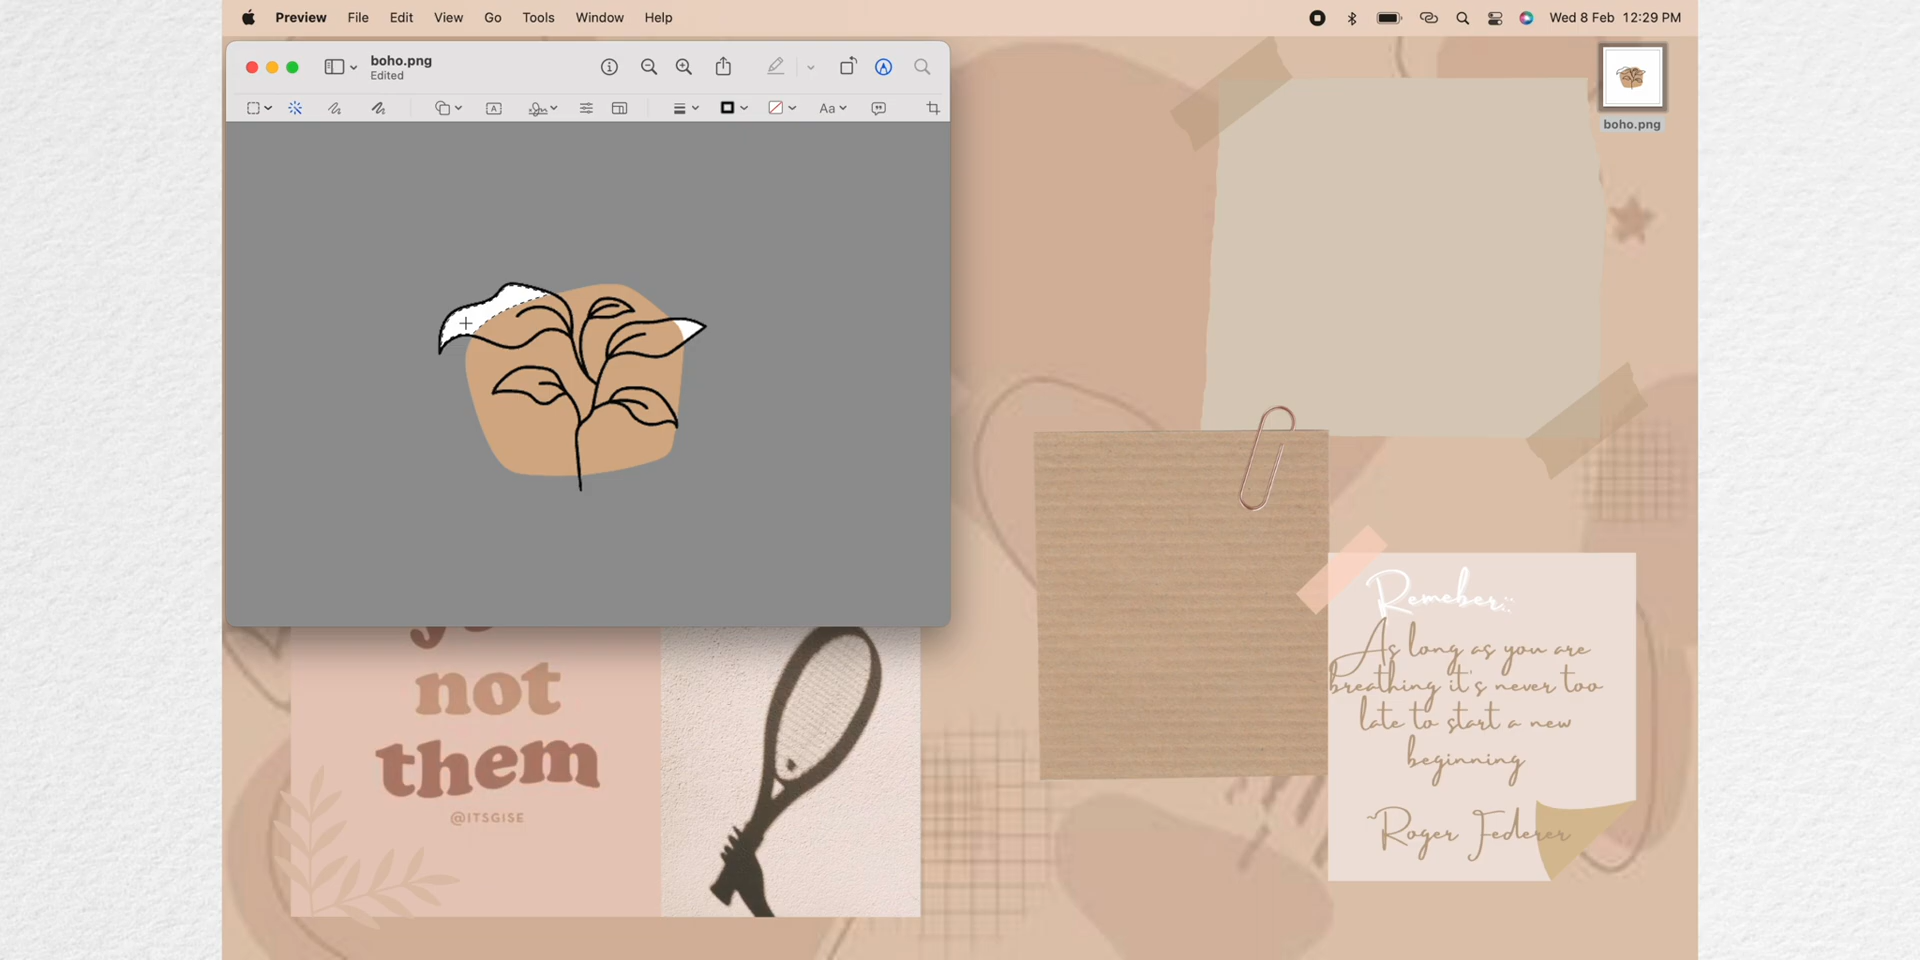 Preview File Edit View Go Tools Window Help
Wed 8 Feb 12:29 PM
boho.png
Edited
A
Aa
boho.png
not
them
@ITSGISE
Remeber:
As long as you are
breathing it's never too
late to start a new
beginning
~Roger Federer